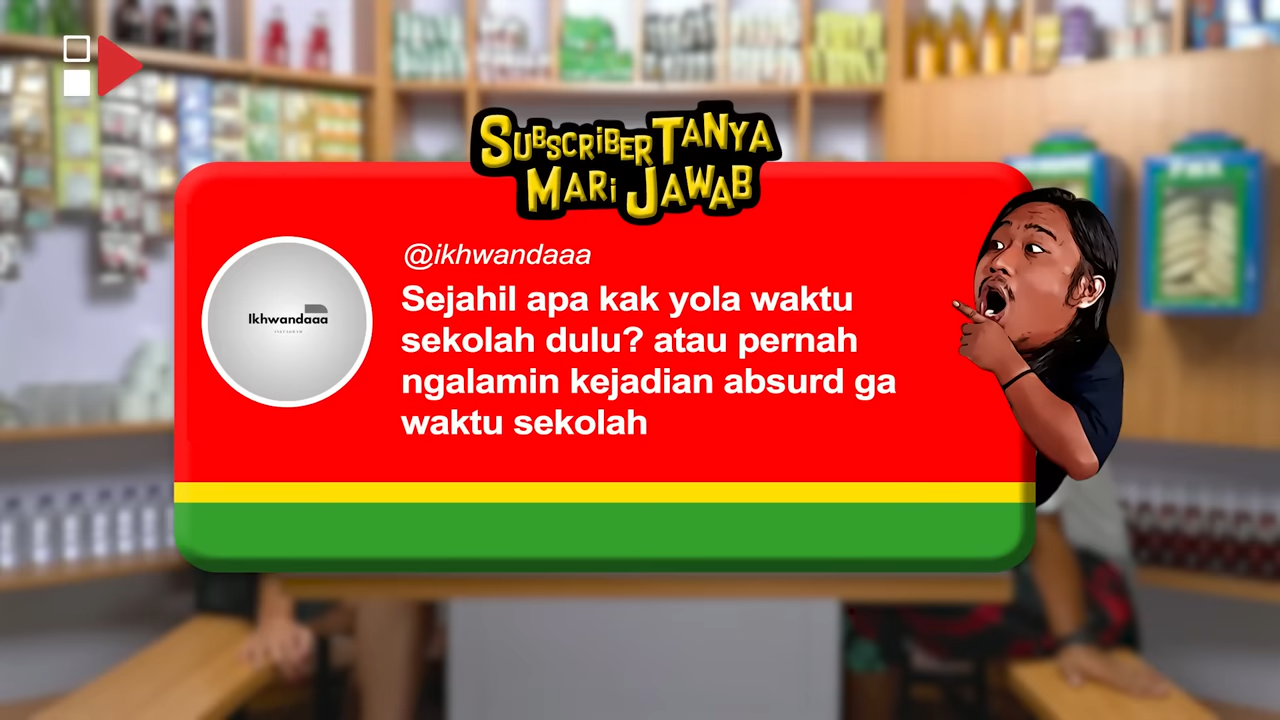 SUBSCRIBER TANYA
MARI JAWAB
@ikhwandaaa
Sejahil apa kak yola waktu
sekolah dulu? atau pernah
ngalamin kejadian absurd ga
waktu sekolah
Ikhwandaaa